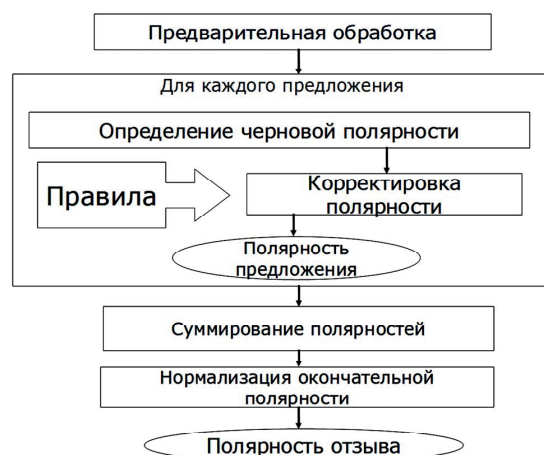 Предварительная обработка
Для каждого предложения
Определение черновой полярности
Правила
Корректировка
полярности
Полярность
предложения
Суммирование полярностей
Нормализация окончательной
полярности
Полярность отзыва